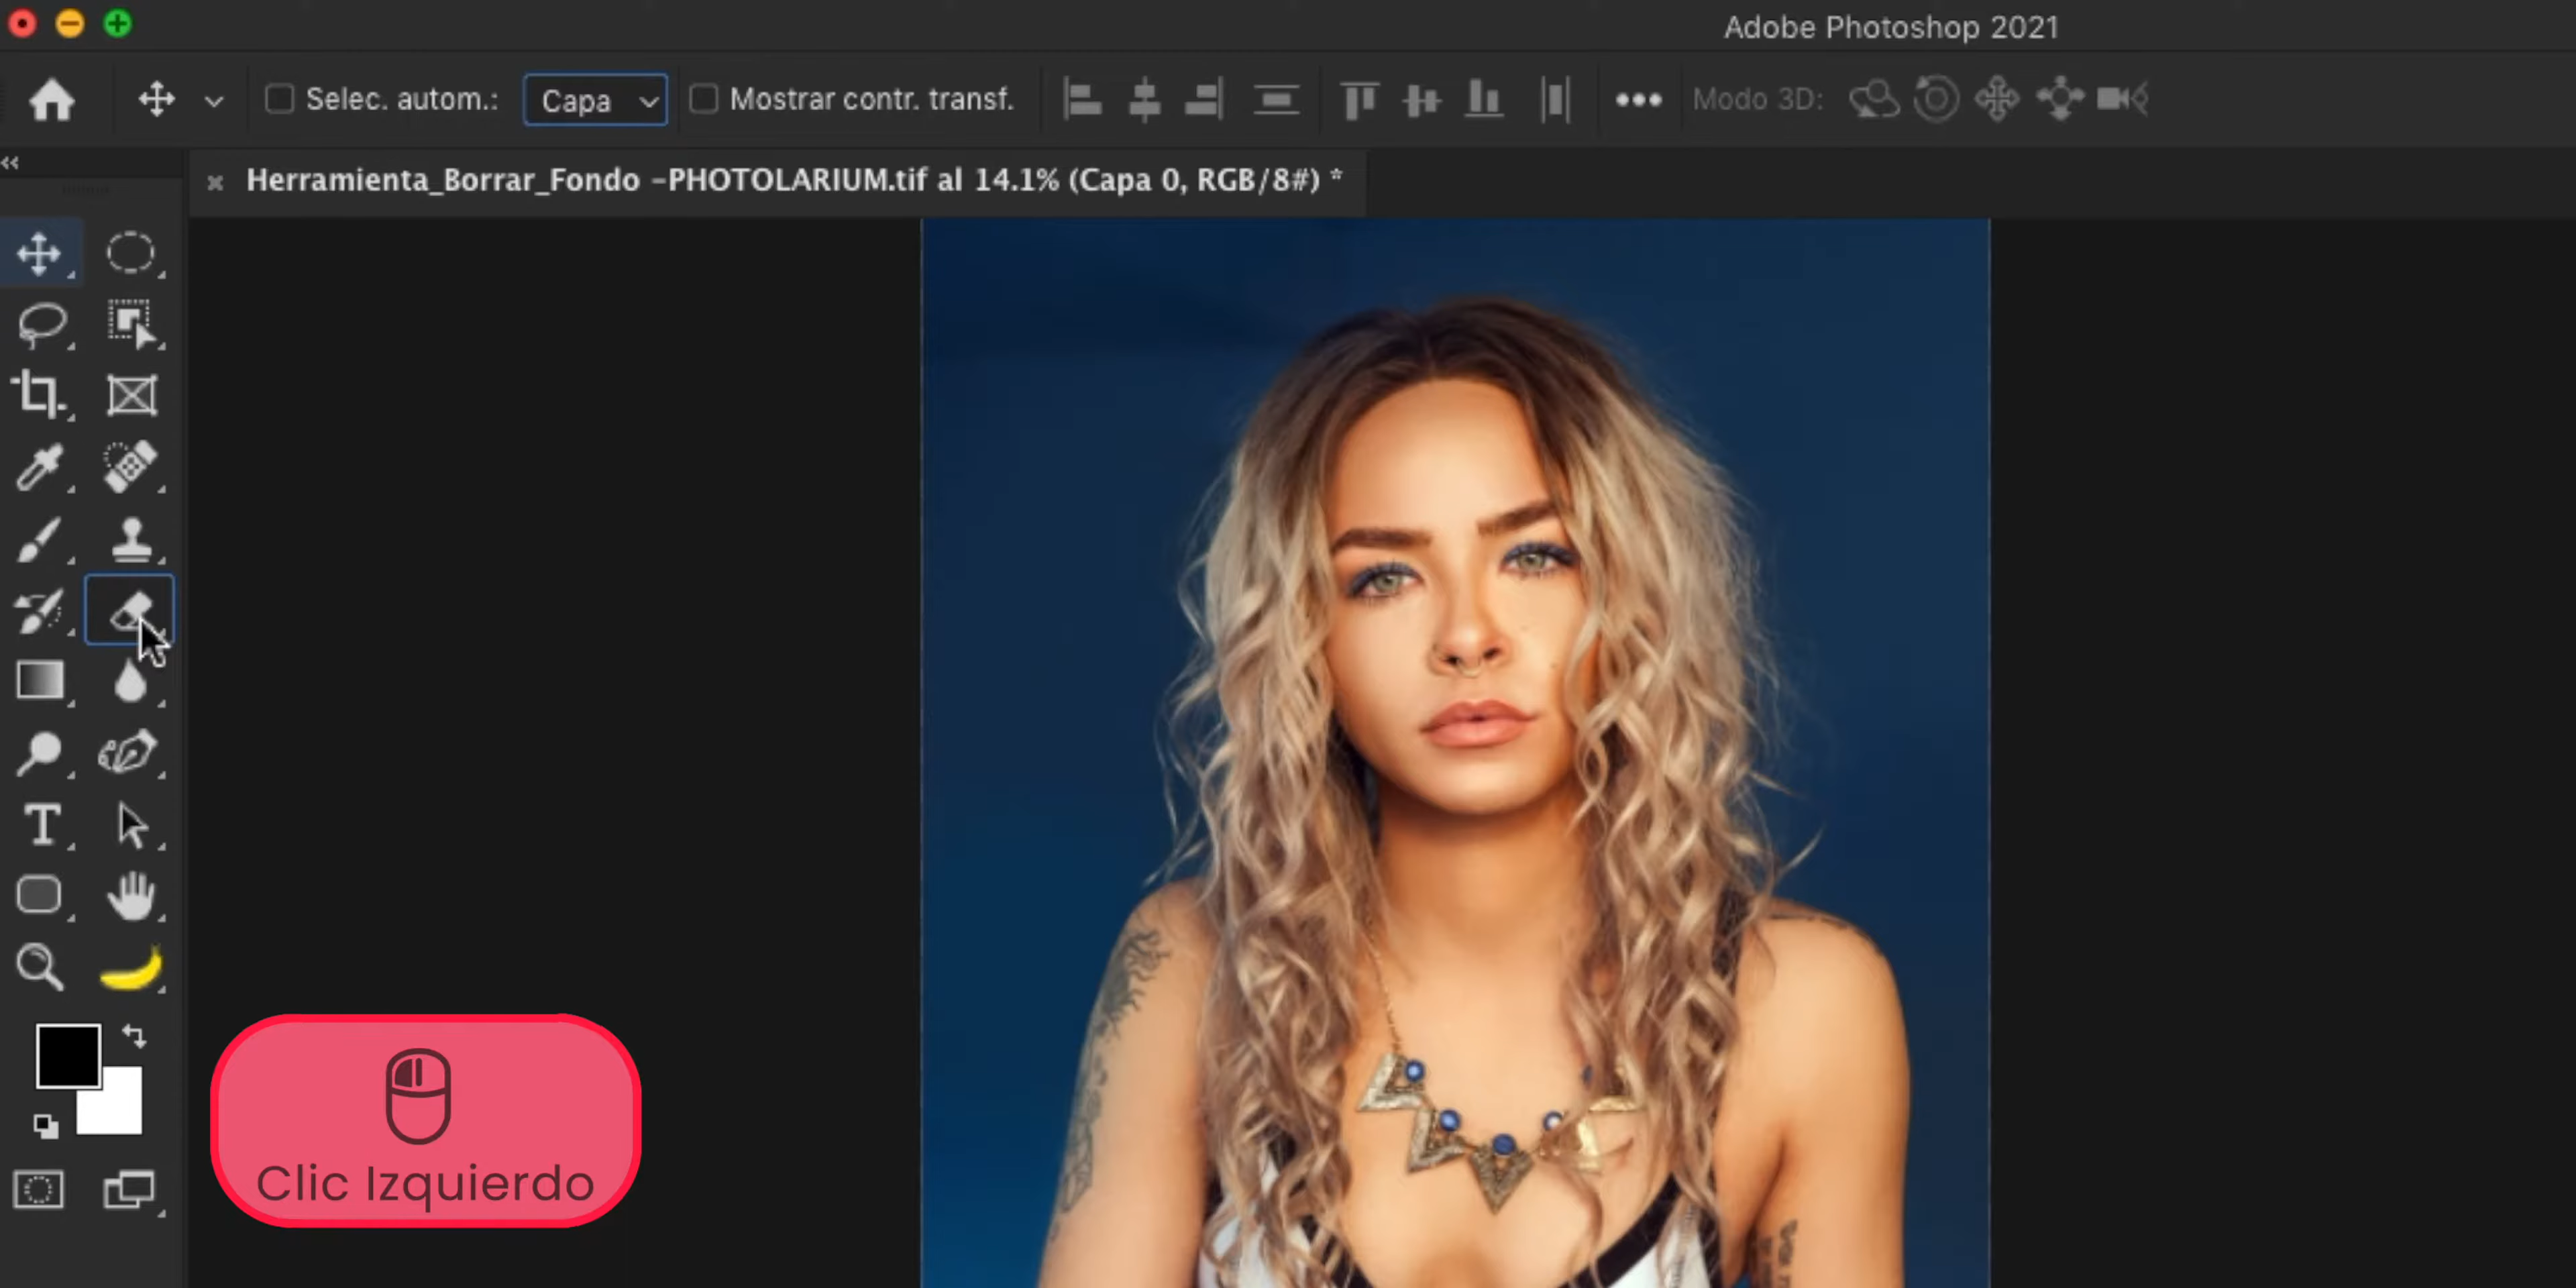 Adobe Photoshop 2021
Selec. autom.: Capa Mostrar contr. transf. Modo 3D:
Herramienta_Borrar_Fondo -PHOTOLARIUM.tif al 14.1% (Capa 0, RGB/8#) *
Clic Izquierdo